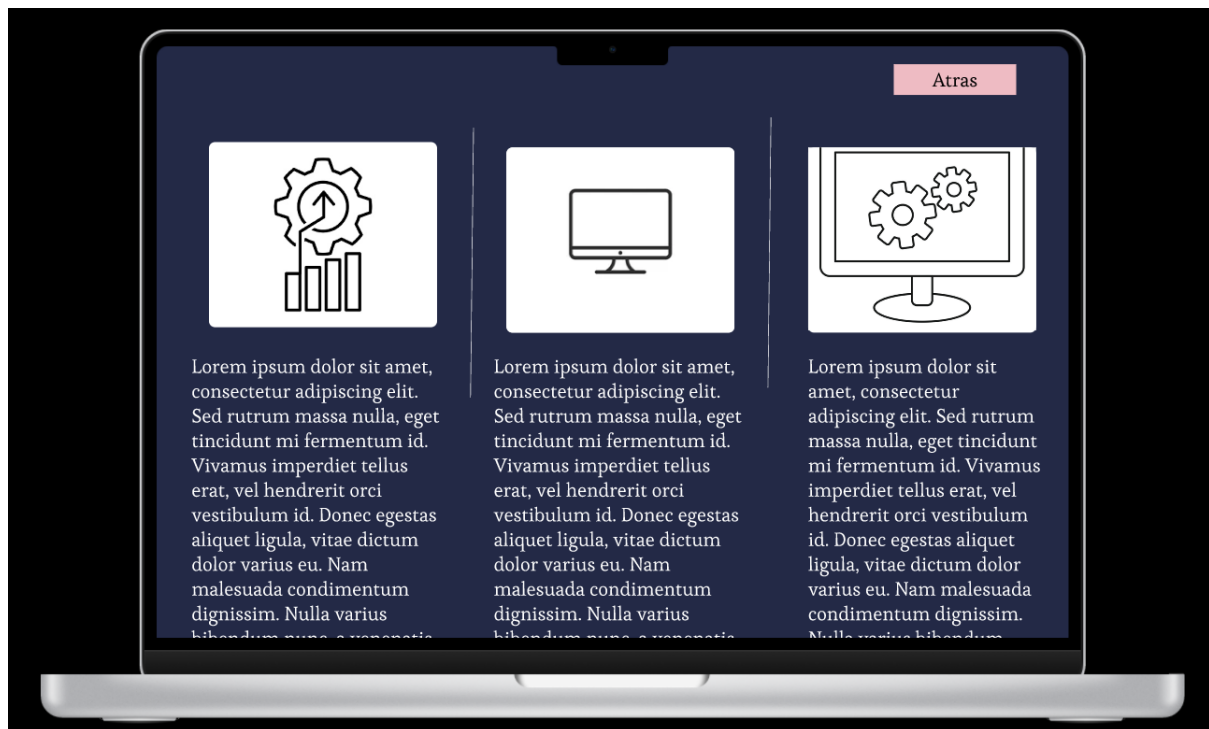 Atras
Lorem ipsum dolor sit amet,
consectetur adipiscing elit.
Sed rutrum massa nulla, eget
tincidunt mi fermentum id.
Vivamus imperdiet tellus
erat, vel hendrerit orci
vestibulum id. Donec egestas
aliquet ligula, vitae dictum
dolor varius eu. Nam
malesuada condimentum
dignissim. Nulla varius
Lorem ipsum dolor sit amet,
consectetur adipiscing elit.
Sed rutrum massa nulla, eget
tincidunt mi fermentum id.
Vivamus imperdiet tellus
erat, vel hendrerit orci
vestibulum id. Donec egestas
aliquet ligula, vitae dictum
dolor varius eu. Nam
malesuada condimentum
dignissim. Nulla varius
Lorem ipsum dolor sit
amet, consectetur
adipiscing elit. Sed rutrum
massa nulla, eget tincidunt
mi fermentum id. Vivamus
imperdiet tellus erat, vel
hendrerit orci vestibulum
id. Donec egestas aliquet
ligula, vitae dictum dolor
varius eu. Nam malesuada
condimentum dignissim.